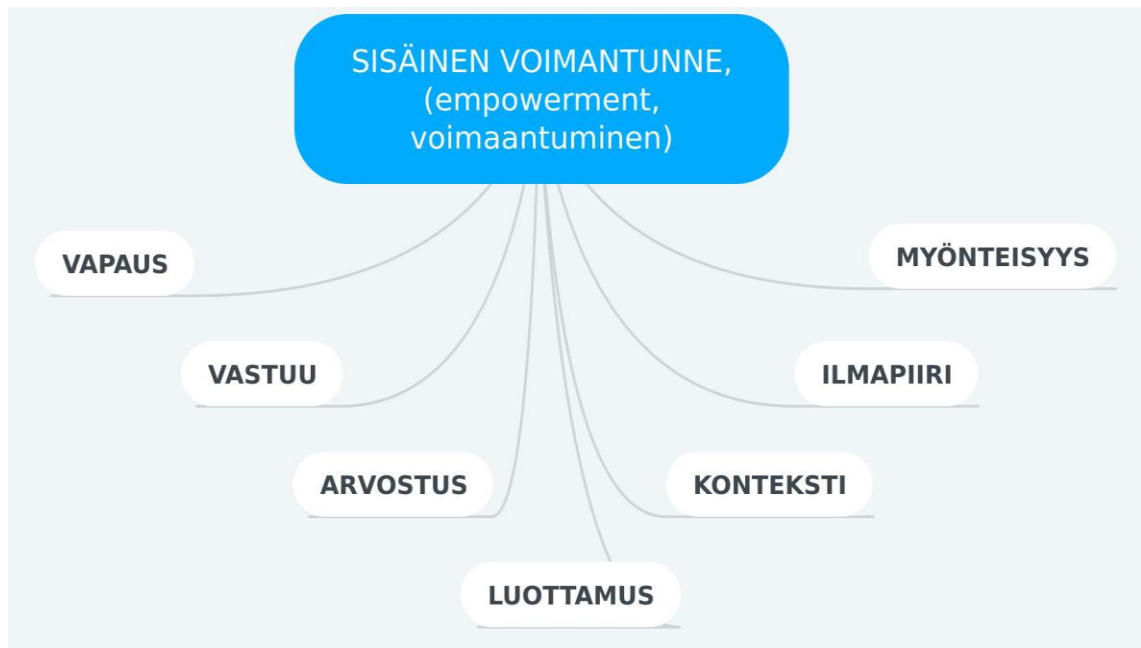 SISÄINEN VOIMANTUNNE,
(empowerment,
voimaantuminen)
VAPAUS
MYÖNTEISYYS
VASTUU
ILMAPIIRI
ARVOSTUS
KONTEKSTI
LUOTTAMUS